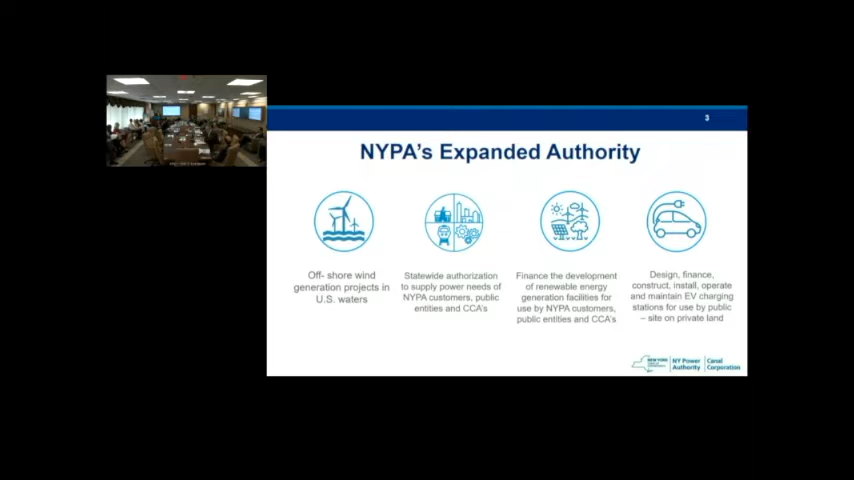 3
NYPA's Expanded Authority
Off- shore wind
generation projects in
U.S. waters
Statewide authorization
to supply power needs of
NYPA customers, public
entities and CCA's
Finance the development
of renewable energy
generation facilities for
use by NYPA customers,
public entities and CCA's
Design, finance,
construct, install, operate
and maintain EV charging
stations for use by public
– site on private land
NEW YORK
NY Power
Authority
Canal
Corporation